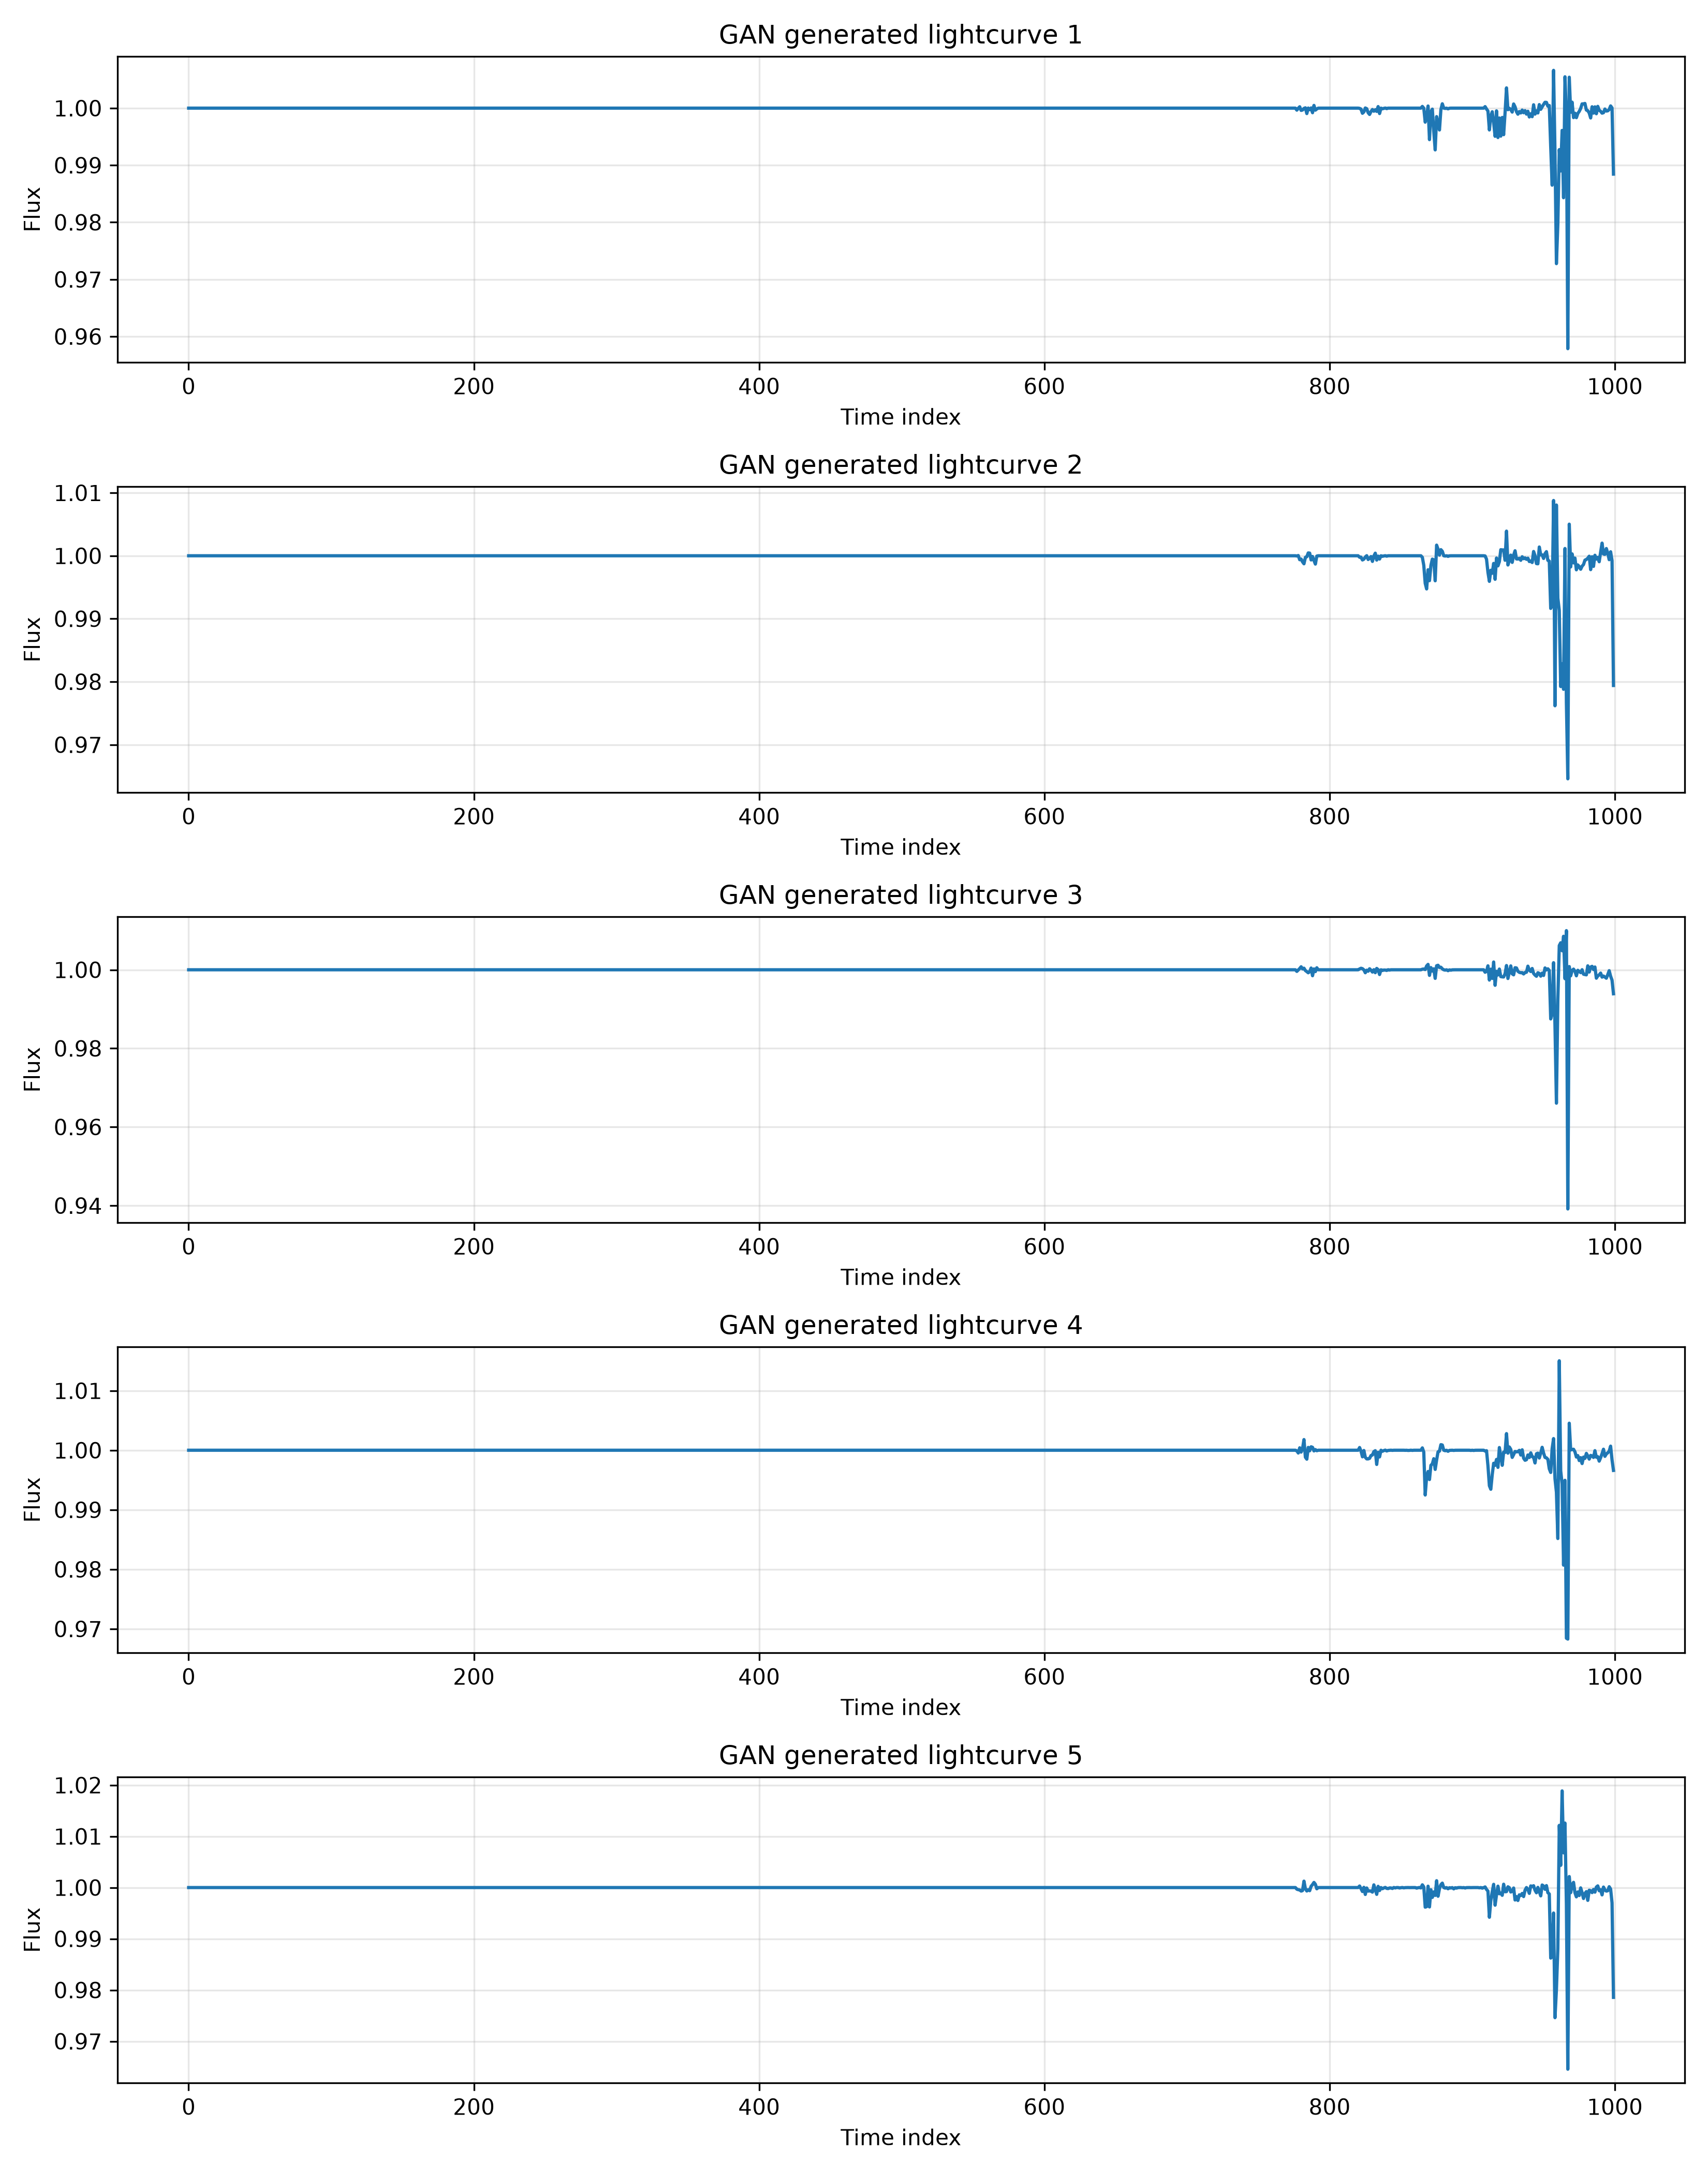 GAN generated lightcurve 1
1.00
0.99
0.98
0.97
0.96
Flux
0 200 400 600 800 1000
Time index
GAN generated lightcurve 2
1.01
1.00
0.99
0.98
0.97
Flux
0 200 400 600 800 1000
Time index
GAN generated lightcurve 3
1.00
0.98
0.96
0.94
Flux
0 200 400 600 800 1000
Time index
GAN generated lightcurve 4
1.01
1.00
0.99
0.98
0.97
Flux
0 200 400 600 800 1000
Time index
GAN generated lightcurve 5
1.02
1.01
1.00
0.99
0.98
0.97
Flux
0 200 400 600 800 1000
Time index